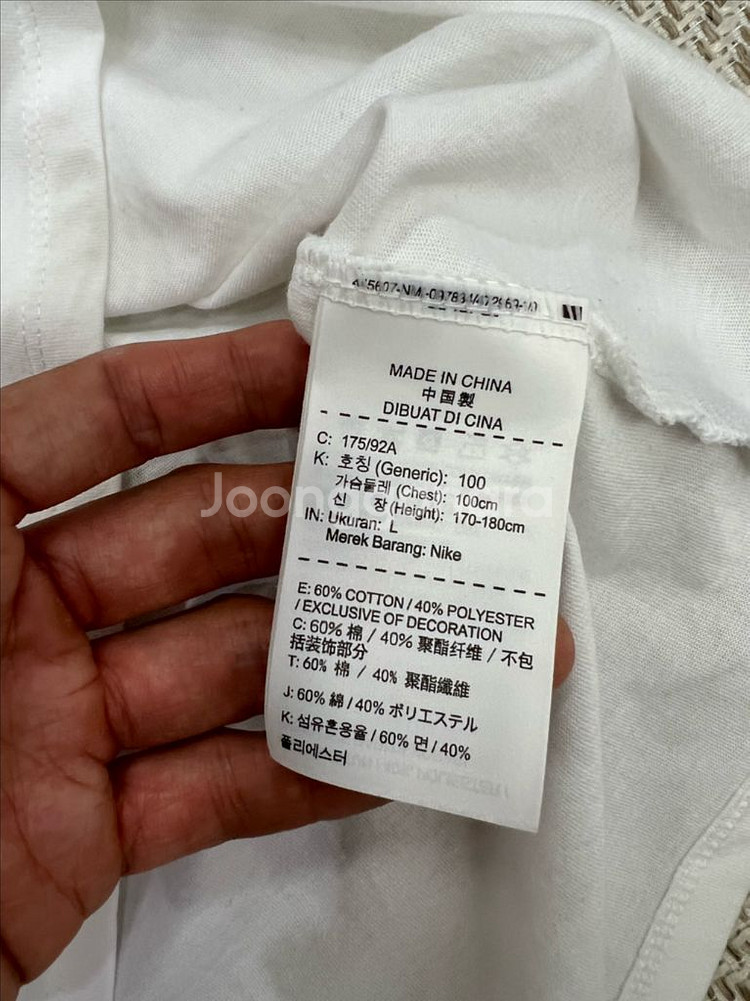 MADE IN CHINA
中国製
DIBUAT DI CINA
C: 175/92A
K: 호칭 (Generic): 100
가슴둘레 (Chest): 100cm
신 장 (Height): 170-180cm
IN: Ukuran: L
Merek Barang: Nike
E: 60% COTTON / 40% POLYESTER
/ EXCLUSIVE OF DECORATION
C: 60% 棉 / 40% 聚酯纤维 / 不包
括装饰部分
T: 60% 棉 / 40% 聚酯纖維
J: 60% 綿 / 40% ポリエステル
K: 섬유혼용율 / 60% 면 / 40%
폴리에스터